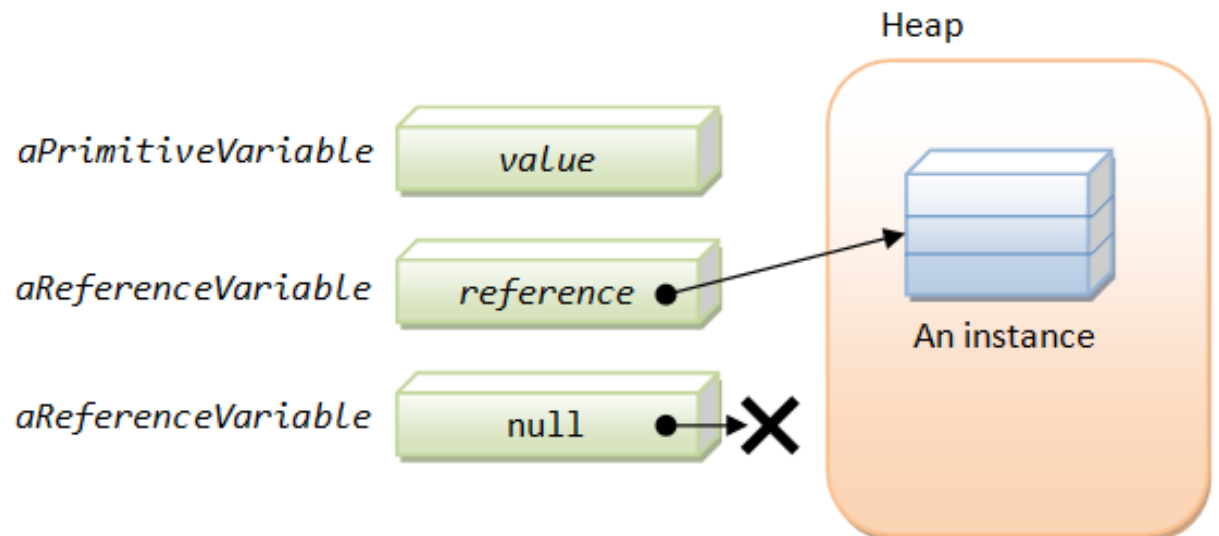 Heap
aPrimitiveVariable value
aReferenceVariable reference
An instance
aReferenceVariable null